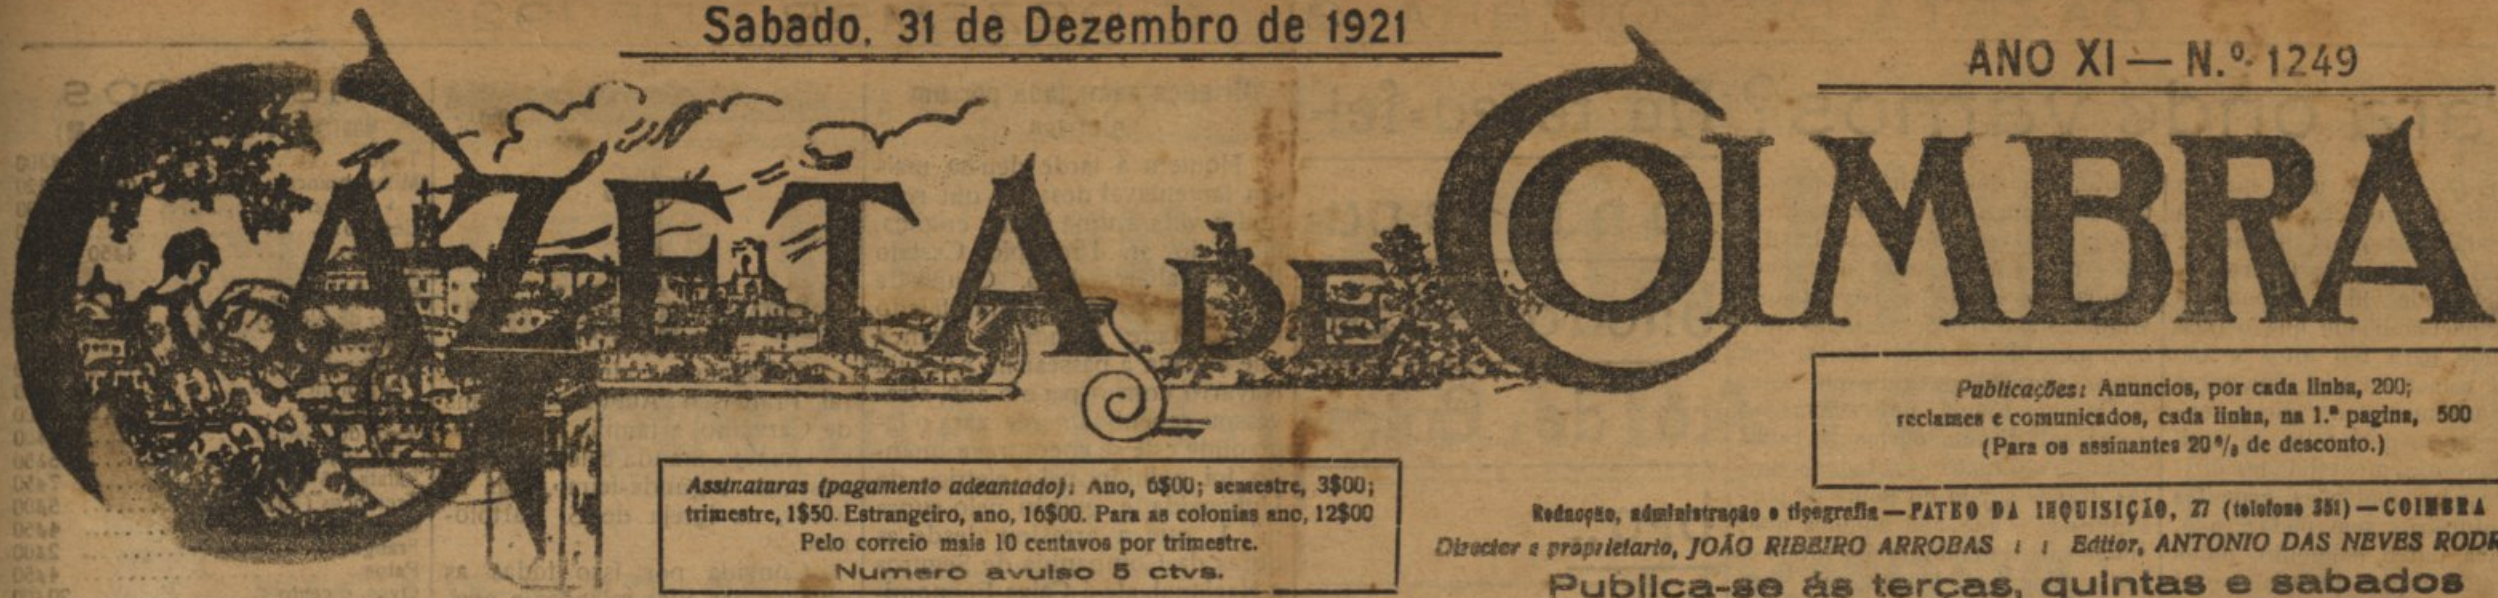 Sabado, 31 de Dezembro de 1921
ANO XI — N.º 1249
GAZETA DE COIMBRA
Publicações: Anuncios, por cada linha, 200;
reclames e comunicados, cada linha, na 1.ª pagina, 500
(Para os assinantes 20 % de desconto.)
Assinaturas (pagamento adeantado): Ano, 6$00; semestre, 3$00;
trimestre, 1$50. Estrangeiro, ano, 16$00. Para as colonias ano, 12$00
Pelo correio mais 10 centavos por trimestre.
Numero avulso 5 ctvs.
Redacção, administração e tipografia — PATEO DA INQUISIÇÃO, 27 (telefone 351) — COIMBRA
Director e proprietario, JOÃO RIBEIRO ARROBAS : : Editor, ANTONIO DAS NEVES RODR
Publica-se ás terças, quintas e sabados